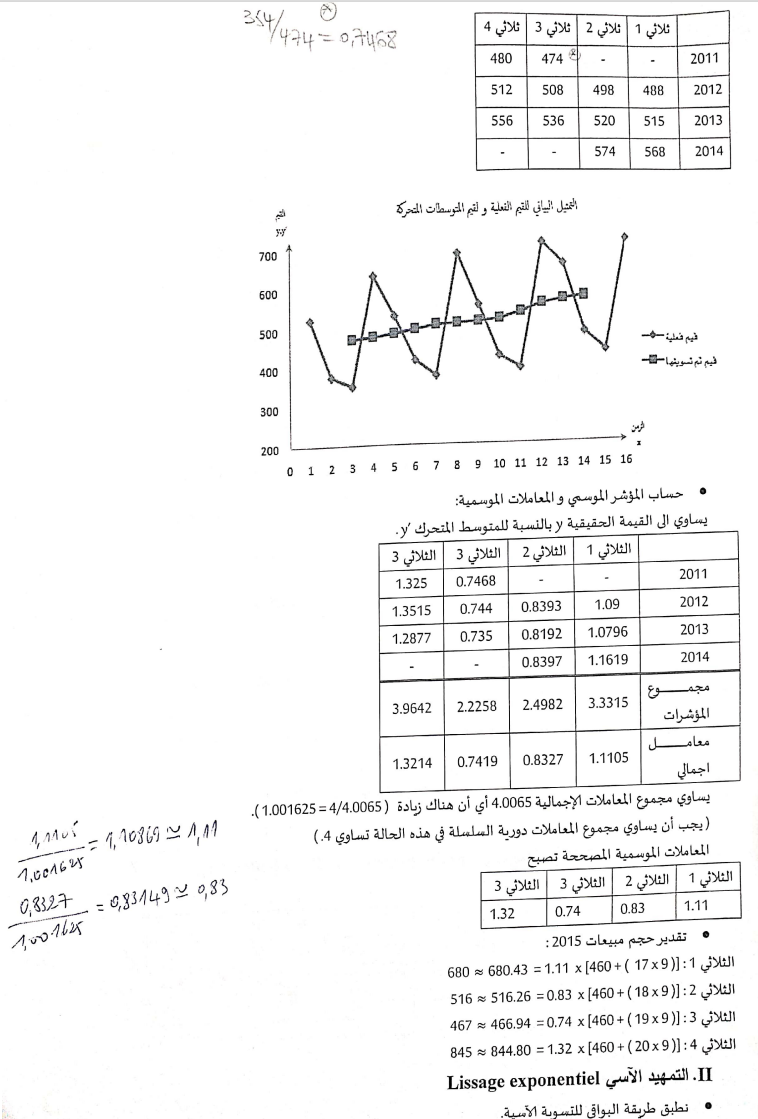 354/474 = 0,7468
ثلاثي 1 ثلاثي 2 ثلاثي 3 ثلاثي 4
2011 - - 474 480
2012 488 498 508 512
2013 515 520 536 556
2014 568 574 - -
التمثيل البياني للقيم الفعلية و لقيم المتوسطات المتحركة
القيم
y.y'
700
600
500
400
300
200
قيم فعلية
قيم تم تسويتها
الزمن
x
0 1 2 3 4 5 6 7 8 9 10 11 12 13 14 15 16
• حساب المؤشر الموسمي و المعاملات الموسمية:
يساوي الى القيمة الحقيقية y بالنسبة للمتوسط المتحرك y'.
الثلاثي 1 الثلاثي 2 الثلاثي 3 الثلاثي 3
2011 - - 0.7468 1.325
2012 1.09 0.8393 0.744 1.3515
2013 1.0796 0.8192 0.735 1.2877
2014 1.1619 0.8397 - -
مجمــــــوع المؤشرات 3.3315 2.4982 2.2258 3.9642
معامــــــل اجمالي 1.1105 0.8327 0.7419 1.3214
يساوي مجموع المعاملات الإجمالية 4.0065 أي أن هناك زيادة (4.0065/4 = 1.001625).
(يجب أن يساوي مجموع المعاملات دورية السلسلة في هذه الحالة تساوي 4.)
المعاملات الموسمية المصححة تصبح
1,1105/1,001625 = 1,10869 ≃ 1,11
0,8327/1,001625 = 0,83149 ≃ 0,83
الثلاثي 1 الثلاثي 2 الثلاثي 3 الثلاثي 3
1.11 0.83 0.74 1.32
• تقدير حجم مبيعات 2015 :
الثلاثي 1 : [460 + ( 17 x 9 )] x 1.11 = 680.43 ≈ 680
الثلاثي 2 : [460 + ( 18 x 9 )] x 0.83 = 516.26 ≈ 516
الثلاثي 3 : [460 + ( 19 x 9 )] x 0.74 = 466.94 ≈ 467
الثلاثي 4 : [460 + ( 20 x 9 )] x 1.32 = 844.80 ≈ 845
II. التمهيد الآسي Lissage exponentiel
• نطبق طريقة البواقي للتسوية الآسية.